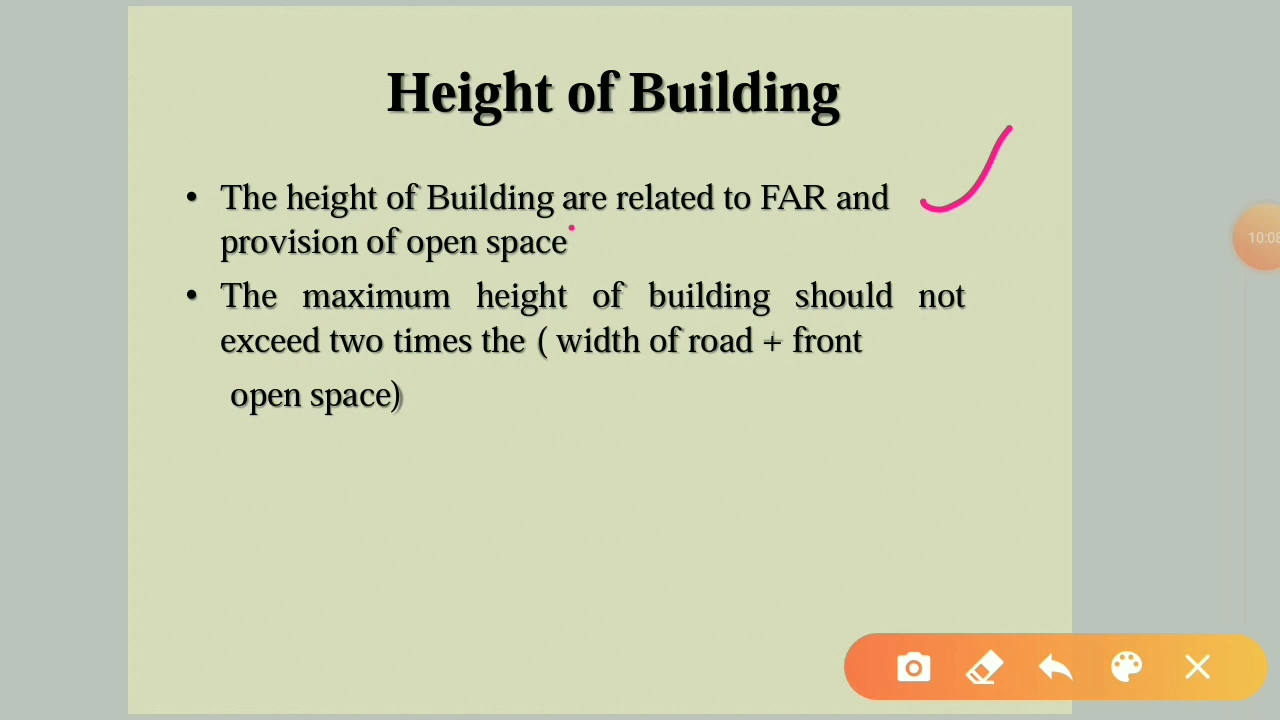 Height of Building
• The height of Building are related to FAR and
provision of open space
• The maximum height of building should not
exceed two times the ( width of road + front
open space)
10:08